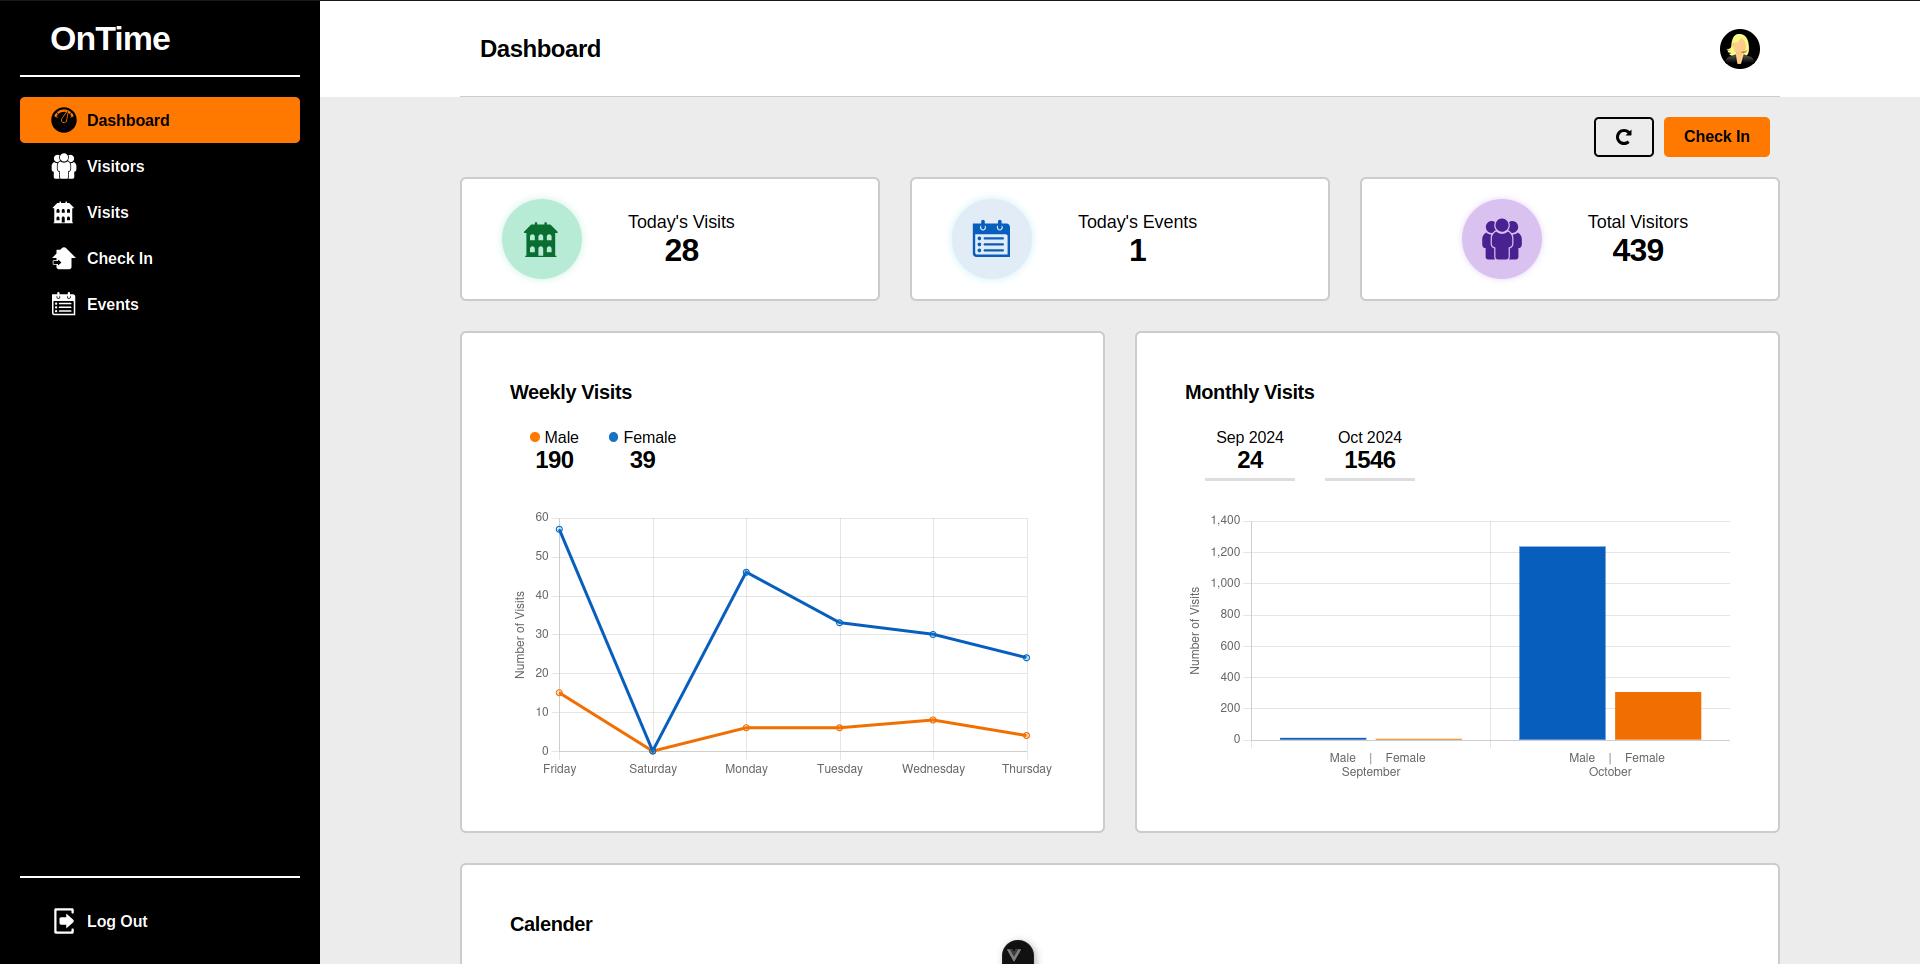 OnTime
Dashboard
Visitors
Visits
Check In
Events
Log Out
Dashboard
Check In
Today's Visits
28
Today's Events
1
Total Visitors
439
Weekly Visits
Male Female
190 39
60
50
40
30
20
10
0
Number of Visits
Friday Saturday Monday Tuesday Wednesday Thursday
Monthly Visits
Sep 2024 Oct 2024
24 1546
1,400
1,200
1,000
800
600
400
200
0
Number of Visits
Male | Female Male | Female
September October
Calender